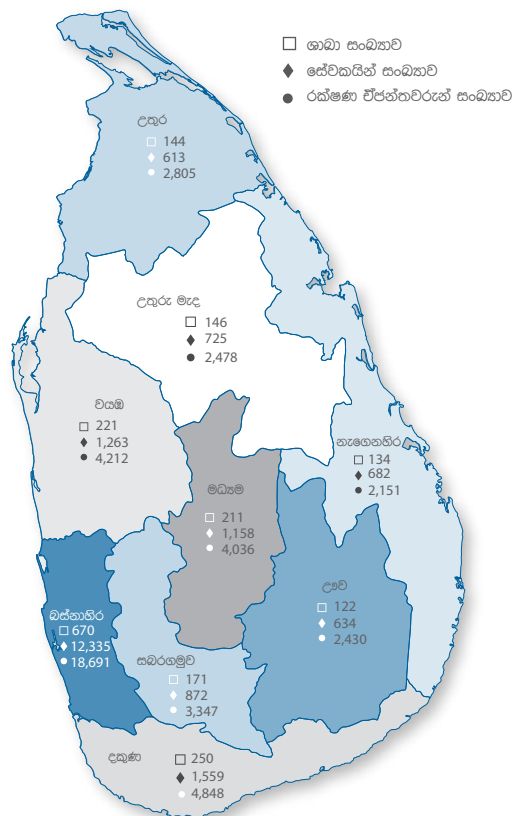 □ ශාඛා සංඛ්‍යාව
♦ සේවකයින් සංඛ්‍යාව
● රක්ෂණ ඒජන්තවරුන් සංඛ්‍යාව
උතුර
□ 144
♦ 613
● 2,805
උතුරු මැද
□ 146
♦ 725
● 2,478
වයඹ
□ 221
♦ 1,263
● 4,212
නැගෙනහිර
□ 134
♦ 682
● 2,151
මධ්‍යම
□ 211
♦ 1,158
● 4,036
ඌව
□ 122
♦ 634
● 2,430
බස්නාහිර
□ 670
♦ 12,335
● 18,691
සබරගමුව
□ 171
♦ 872
● 3,347
දකුණ □ 250
♦ 1,559
● 4,848